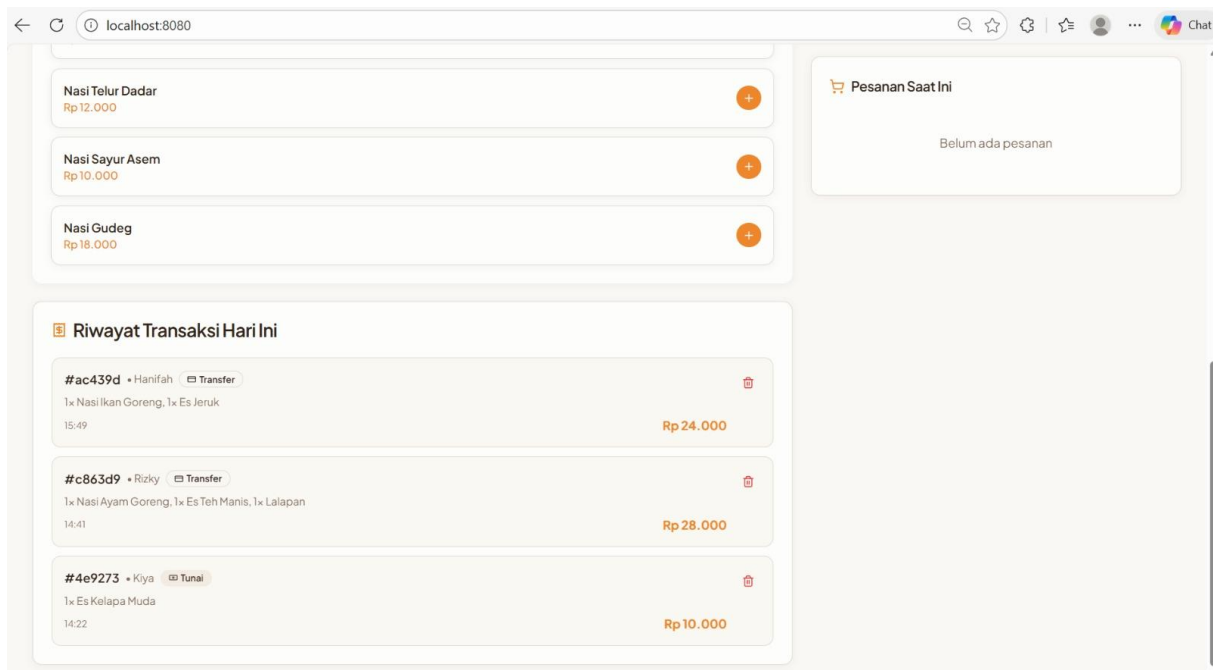 localhost:8080
Chat
Nasi Telur Dadar
Rp 12.000
Nasi Sayur Asem
Rp 10.000
Nasi Gudeg
Rp 18.000
Pesanan Saat Ini
Belum ada pesanan
Riwayat Transaksi Hari Ini
#ac439d • Hanifah Transfer
1x Nasi Ikan Goreng, 1x Es Jeruk
15:49
Rp 24.000
#c863d9 • Rizky Transfer
1x Nasi Ayam Goreng, 1x Es Teh Manis, 1x Lalapan
14:41
Rp 28.000
#4e9273 • Kiya Tunai
1x Es Kelapa Muda
14:22
Rp 10.000